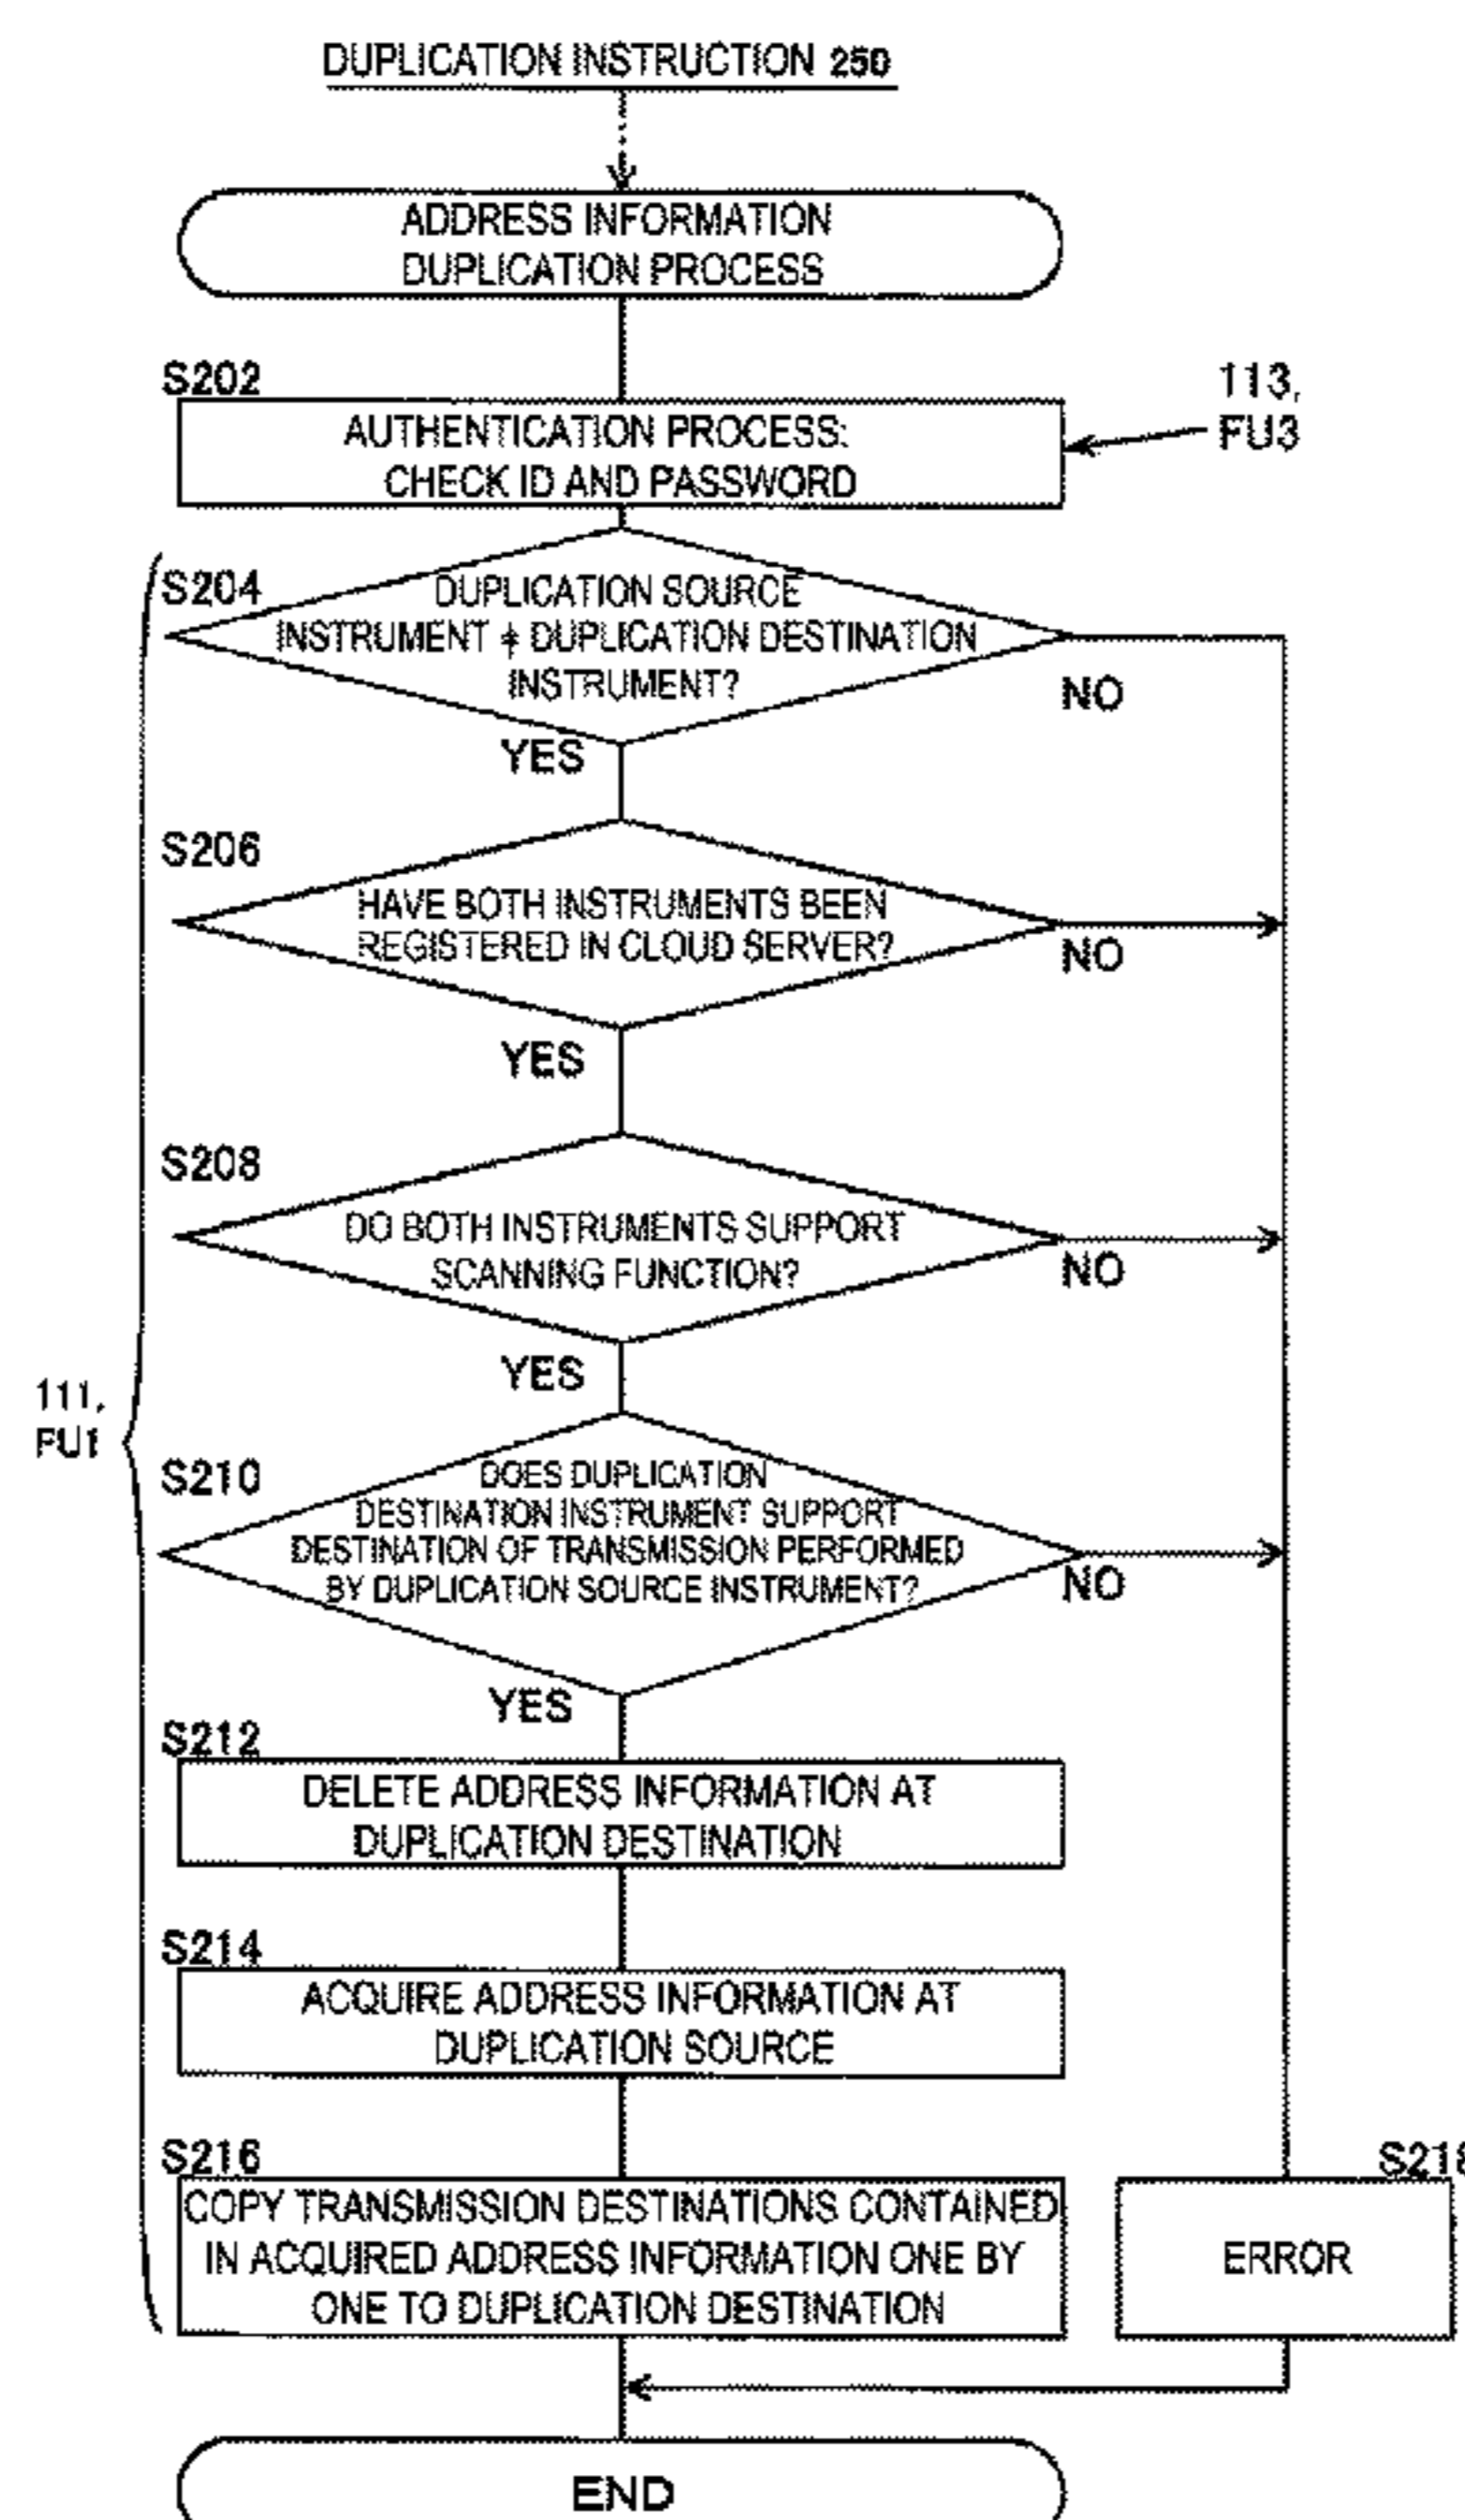 DUPLICATION INSTRUCTION 250
ADDRESS INFORMATION
DUPLICATION PROCESS
S202
113,
FU3
AUTHENTICATION PROCESS:
CHECK ID AND PASSWORD
S204
DUPLICATION SOURCE
INSTRUMENT ≠ DUPLICATION DESTINATION
INSTRUMENT?
NO
YES
S206
HAVE BOTH INSTRUMENTS BEEN
REGISTERED IN CLOUD SERVER?
NO
YES
S208
DO BOTH INSTRUMENTS SUPPORT
SCANNING FUNCTION?
NO
YES
111,
FU1
S210
DOES DUPLICATION
DESTINATION INSTRUMENT SUPPORT
DESTINATION OF TRANSMISSION PERFORMED
BY DUPLICATION SOURCE INSTRUMENT?
NO
YES
S212
DELETE ADDRESS INFORMATION AT
DUPLICATION DESTINATION
S214
ACQUIRE ADDRESS INFORMATION AT
DUPLICATION SOURCE
S216
COPY TRANSMISSION DESTINATIONS CONTAINED
IN ACQUIRED ADDRESS INFORMATION ONE BY
ONE TO DUPLICATION DESTINATION
S218
ERROR
END